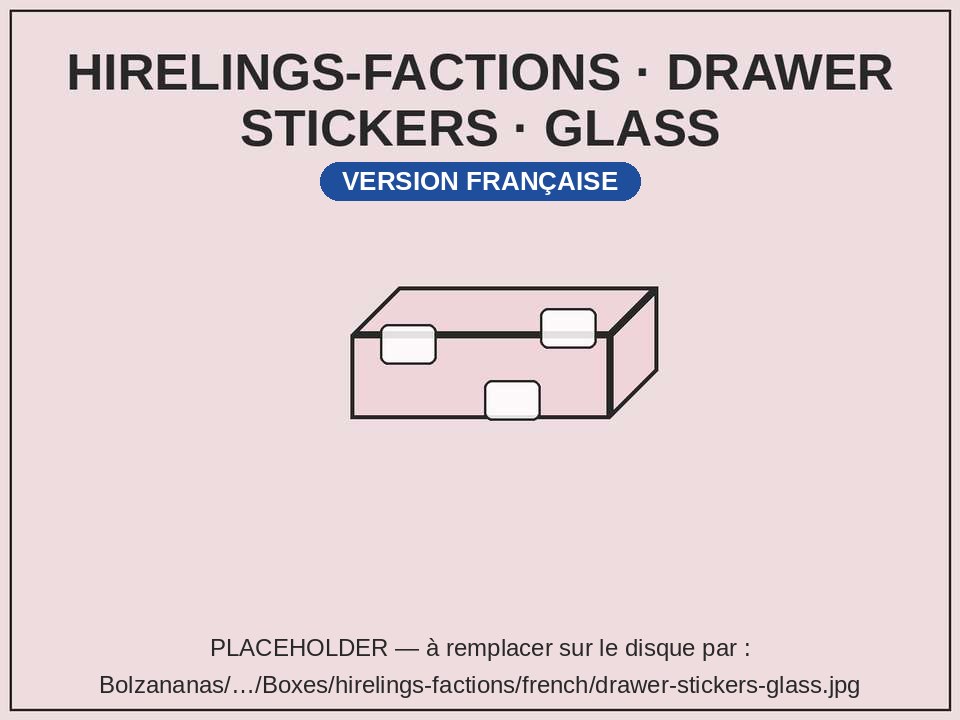 HIRELINGS-FACTIONS · DRAWER
STICKERS · GLASS
VERSION FRANÇAISE
PLACEHOLDER — à remplacer sur le disque par :
Bolzananas/…/Boxes/hirelings-factions/french/drawer-stickers-glass.jpg